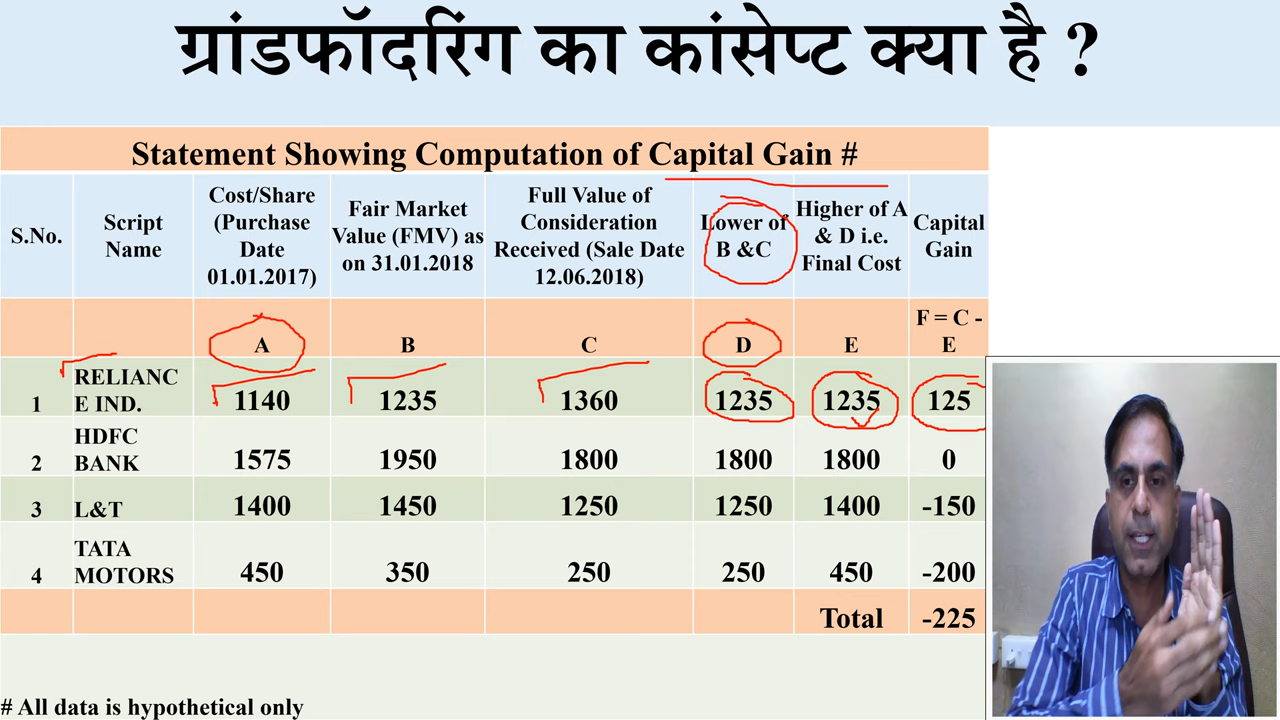 ग्रांडफॉदरिंग का कांसेप्ट क्या है ?
Statement Showing Computation of Capital Gain #
S.No. Script Name Cost/Share (Purchase Date 01.01.2017) Fair Market Value (FMV) as on 31.01.2018 Full Value of Consideration Received (Sale Date 12.06.2018) Lower of B &C Higher of A & D i.e. Final Cost Capital Gain
A B C D E F = C - E
1 RELIANCE IND. 1140 1235 1360 1235 1235 125
2 HDFC BANK 1575 1950 1800 1800 1800 0
3 L&T 1400 1450 1250 1250 1400 -150
4 TATA MOTORS 450 350 250 250 450 -200
Total -225
# All data is hypothetical only